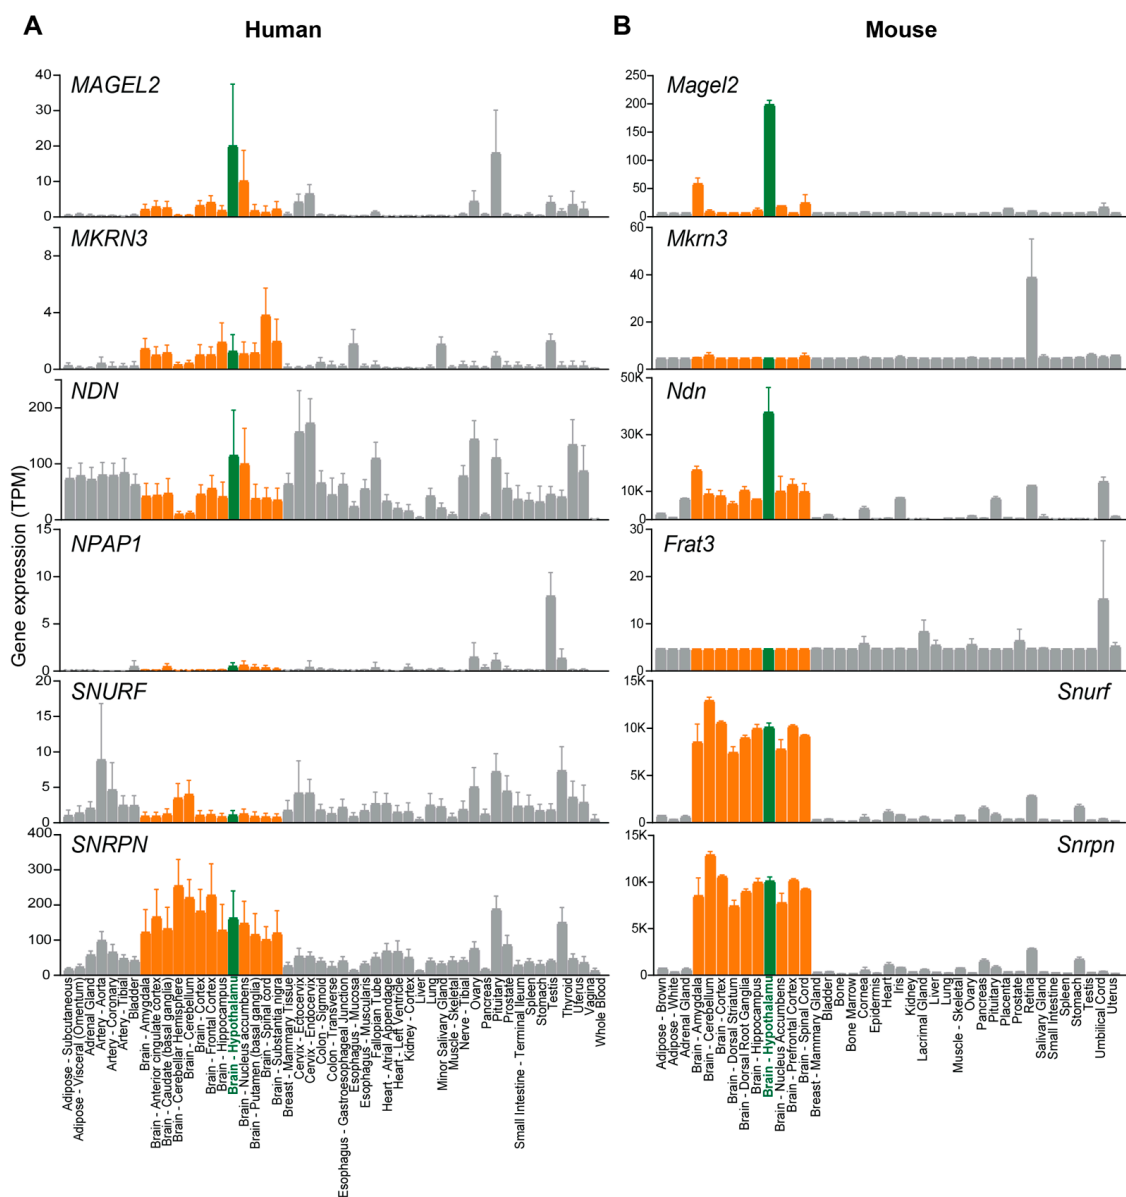 A
Human
B
Mouse
Gene expression (TPM)
MAGEL2
40
30
20
10
0
MKRN3
8
4
0
NDN
200
100
0
NPAP1
15
10
5
0
SNURF
20
15
10
5
0
SNRPN
400
300
200
100
0
Adipose - Subcutaneous
Adipose - Visceral (Omentum)
Adrenal Gland
Artery - Aorta
Artery - Coronary
Artery - Tibial
Bladder
Brain - Amygdala
Brain - Anterior cingulate cortex
Brain - Caudate (basal ganglia)
Brain - Cerebellar Hemisphere
Brain - Cerebellum
Brain - Cortex
Brain - Frontal Cortex
Brain - Hippocampus
Brain - Hypothalamu
Brain - Nucleus accumbens
Brain - Putamen (basal ganglia)
Brain - Spinal cord
Brain - Substantia nigra
Breast - Mammary Tissue
Cervix - Ectocervix
Cervix - Endocervix
Colon - Sigmoid
Colon - Transverse
Esophagus - Gastroesophageal Junction
Esophagus - Mucosa
Esophagus - Muscularis
Fallopian Tube
Heart - Atrial Appendage
Heart - Left Ventricle
Kidney - Cortex
Liver
Lung
Minor Salivary Gland
Muscle - Skeletal
Nerve - Tibial
Ovary
Pancreas
Pituitary
Prostate
Small Intestine - Terminal Ileum
Spleen
Stomach
Testis
Thyroid
Uterus
Vagina
Whole Blood
Magel2
250
200
150
100
50
0
Mkrn3
60
40
20
0
Ndn
50K
30K
10K
0
Frat3
30
20
10
0
Snurf
15K
10K
5K
0
Snrpn
15K
10K
5K
0
Adipose - Brown
Adipose - White
Adrenal Gland
Brain - Amygdala
Brain - Cerebellum
Brain - Cortex
Brain - Dorsal Striatum
Brain - Dorsal Root Ganglia
Brain - Hippocampus
Brain - Hypothalamu
Brain - Nucleus Accumbens
Brain - Prefrontal Cortex
Brain - Spinal Cord
Breast - Mammary Gland
Bladder
Bone
Bone Marrow
Cornea
Epidermis
Heart
Iris
Kidney
Lacrimal Gland
Liver
Lung
Muscle - Skeletal
Ovary
Pancreas
Pituitary
Placenta
Prostate
Salivary Gland
Small Intestine
Spleen
Stomach
Testis
Umbilical Cord
Uterus